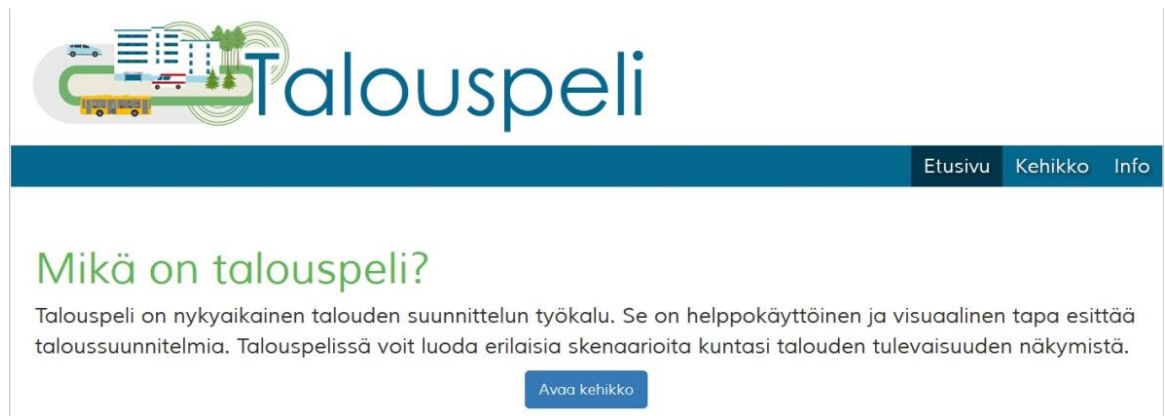 Talouspeli
Etusivu Kehikko Info
Mikä on talouspeli?
Talouspeli on nykyaikainen talouden suunnittelun työkalu. Se on helppokäyttöinen ja visuaalinen tapa esittää
taloussuunnitelmia. Talouspelissä voit luoda erilaisia skenaarioita kuntasi talouden tulevaisuuden näkymistä.
Avaa kehikko